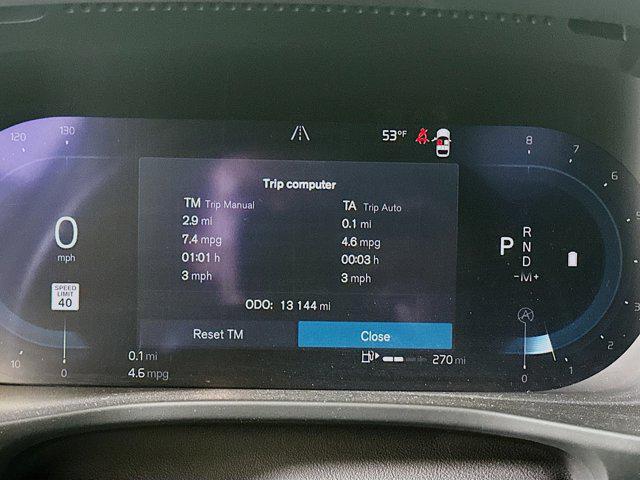 120 130
53°F
8
7
6
Trip computer
TM Trip Manual TA Trip Auto
2.9 mi 0.1 mi
7.4 mpg 4.6 mpg
01:01 h 00:03 h
3 mph 3 mph
ODO: 13 144 mi
Reset TM Close
0
mph
SPEED
LIMIT
40
P
R
N
D
-M+
A
10
0
0.1 mi
4.6 mpg
270 mi
2
1
0